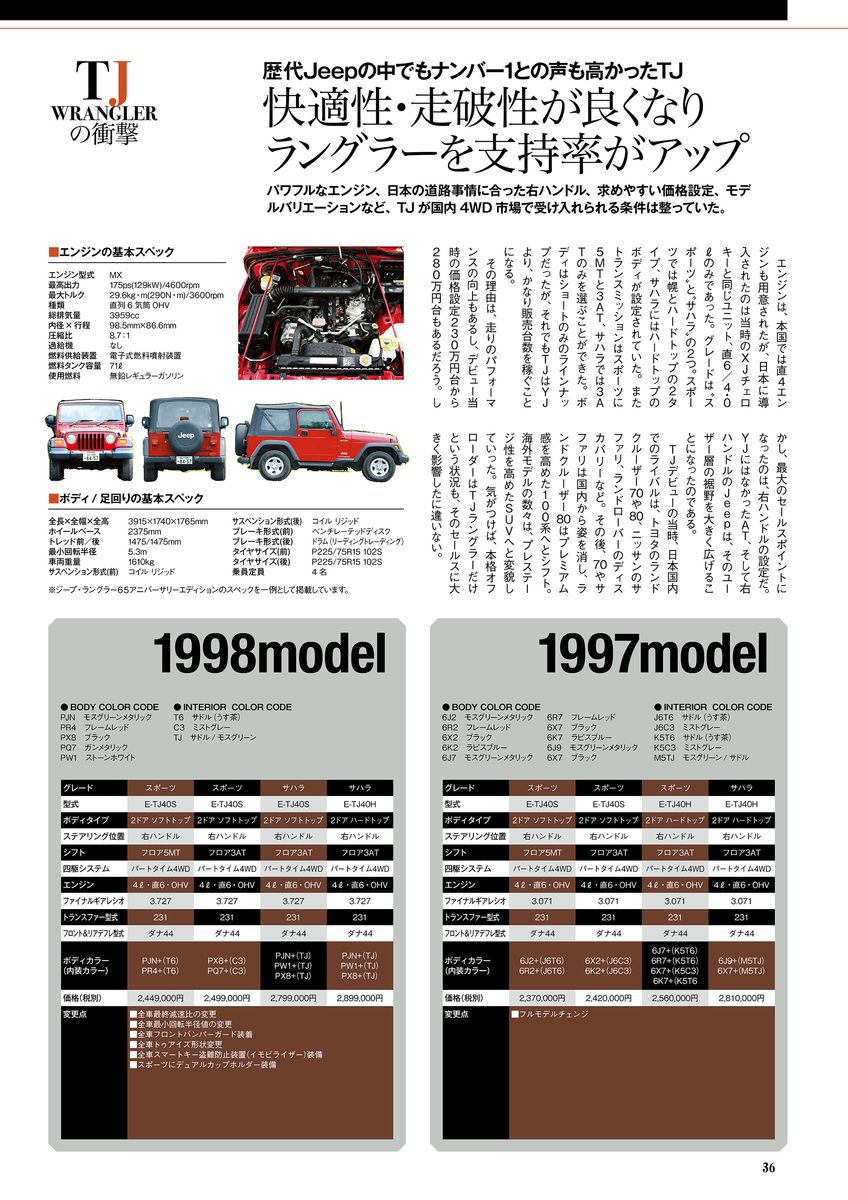 TJ
WRANGLER
の衝撃
歴代Jeepの中でもナンバー1との声も高かったTJ
快適性・走破性が良くなり
ラングラーを支持率がアップ
パワフルなエンジン、日本の道路事情に合った右ハンドル、求めやすい価格設定、モデ
ルバリエーションなど、TJが国内4WD市場で受け入れられる条件は整っていた。
エンジンは、本国では直4エン
ジンも用意されたが、日本に導
入されたのは当時のXJチェロ
キーと同じユニット、直6/4・0
ℓのみであった。グレードは〝ス
ポーツ〟と〝サハラ〟の2つ。スポー
ツでは幌とハードトップの2タ
イプ、サハラにはハードトップの
ボディが設定されていた。また
トランスミッションはスポーツに
5MTと3AT、サハラでは3A
Tのみを選ぶことができた。ボ
ディはショートのみのラインナッ
プだったが、それでもTJはYJ
より、かなり販売台数を稼ぐこと
になる。
その理由は、走りのパフォーマ
ンスの向上もあるし、デビュー当
時の価格設定230万円台から
280万円台もあるだろう。し
かし、最大のセールスポイントに
なったのは、右ハンドルの設定だ。
YJにはなかったAT、そして右
ハンドルのJeepは、そのユー
ザー層の裾野を大きく広げるこ
とになったのである。
TJデビューの当時、日本国内
でのライバルは、トヨタのランド
クルーザー70や80、ニッサンのサ
ファリ、ランドローバーのディス
カバリーなど。その後、70やサ
ファリは国内から姿を消し、ラ
ンドクルーザー80はプレミアム
感を高めた100系へとシフト。
海外モデルの数々は、プレステー
ジ性を高めたSUVへと変貌し
ていった。気がつけば、本格オフ
ローダーはTJラングラーだけ
という状況も、そのセールスに大
きく影響したに違いない。
■エンジンの基本スペック
エンジン型式 MX
最高出力 175ps(129kW)/4600rpm
最大トルク 29.6kg・m(290N・m)/3600rpm
種類 直列6気筒OHV
総排気量 3959cc
内径×行程 98.5mm×86.6mm
圧縮比 8.7:1
過給機 なし
燃料供給装置 電子式燃料噴射装置
燃料タンク容量 71ℓ
使用燃料 無鉛レギュラーガソリン
Jeep
■ボディ/足回りの基本スペック
全長×全幅×全高 3915×1740×1765mm
ホイールベース 2375mm
トレッド前/後 1475/1475mm
最小回転半径 5.3m
車両重量 1610kg
サスペンション形式(前) コイル リジッド
サスペンション形式(後) コイル リジッド
ブレーキ形式(前) ベンチレーテッドディスク
ブレーキ形式(後) ドラム(リーディングトレーディング)
タイヤサイズ(前) P225/75R15 102S
タイヤサイズ(後) P225/75R15 102S
乗員定員 4名
※ジープ・ラングラー65アニバーサリーエディションのスペックを一例として掲載しています。
1998model
● BODY COLOR CODE
PJN モスグリーンメタリック
PR4 フレームレッド
PX8 ブラック
PQ7 ガンメタリック
PW1 ストーンホワイト
● INTERIOR COLOR CODE
T6 サドル(うす茶)
C3 ミストグレー
TJ サドル/モスグリーン
グレード スポーツ スポーツ サハラ サハラ
型式 E-TJ40S E-TJ40S E-TJ40S E-TJ40H
ボディタイプ 2ドア ソフトトップ 2ドア ソフトトップ 2ドア ソフトトップ 2ドア ハードトップ
ステアリング位置 右ハンドル 右ハンドル 右ハンドル 右ハンドル
シフト フロア5MT フロア3AT フロア3AT フロア3AT
四駆システム パートタイム4WD パートタイム4WD パートタイム4WD パートタイム4WD
エンジン 4ℓ・直6・OHV 4ℓ・直6・OHV 4ℓ・直6・OHV 4ℓ・直6・OHV
ファイナルギアレシオ 3.727 3.727 3.727 3.727
トランスファー型式 231 231 231 231
フロント&リアデフレ型式 ダナ44 ダナ44 ダナ44 ダナ44
ボディカラー(内装カラー) PJN+(T6) PR4+(T6) PX8+(C3) PQ7+(C3) PJN+(TJ) PW1+(TJ) PX8+(TJ) PJN+(TJ) PW1+(TJ) PX8+(TJ)
価格(税別) 2,449,000円 2,499,000円 2,799,000円 2,899,000円
変更点
■全車最終減速比の変更
■全車最小回転半径値の変更
■全車フロントバンパーガード装着
■全車トゥアイズ形状変更
■全車スマートキー盗難防止装置(イモビライザー)装備
■スポーツにデュアルカップホルダー装備
1997model
● BODY COLOR CODE
6J2 モスグリーンメタリック
6R2 フレームレッド
6X2 ブラック
6K2 ラピスブルー
6J7 モスグリーンメタリック
6R7 フレームレッド
6X7 ブラック
6K7 ラピスブルー
6J9 モスグリーンメタリック
6X7 ブラック
● INTERIOR COLOR CODE
J6T6 サドル(うす茶)
J6C3 ミストグレー
K5T6 サドル(うす茶)
K5C3 ミストグレー
M5TJ モスグリーン/サドル
グレード スポーツ スポーツ スポーツ サハラ
型式 E-TJ40S E-TJ40S E-TJ40H E-TJ40H
ボディタイプ 2ドア ソフトトップ 2ドア ソフトトップ 2ドア ハードトップ 2ドア ハードトップ
ステアリング位置 右ハンドル 右ハンドル 右ハンドル 右ハンドル
シフト フロア5MT フロア3AT フロア3AT フロア3AT
四駆システム パートタイム4WD パートタイム4WD パートタイム4WD パートタイム4WD
エンジン 4ℓ・直6・OHV 4ℓ・直6・OHV 4ℓ・直6・OHV 4ℓ・直6・OHV
ファイナルギアレシオ 3.071 3.071 3.071 3.071
トランスファー型式 231 231 231 231
フロント&リアデフレ型式 ダナ44 ダナ44 ダナ44 ダナ44
ボディカラー(内装カラー) 6J2+(J6T6) 6R2+(J6T6) 6X2+(J6C3) 6K2+(J6C3) 6J7+(K5T6) 6R7+(K5T6) 6X7+(K5C3) 6K7+(K5T6 6J9+(M5TJ) 6X7+(M5TJ)
価格(税別) 2,370,000円 2,420,000円 2,560,000円 2,810,000円
変更点
■フルモデルチェンジ
36